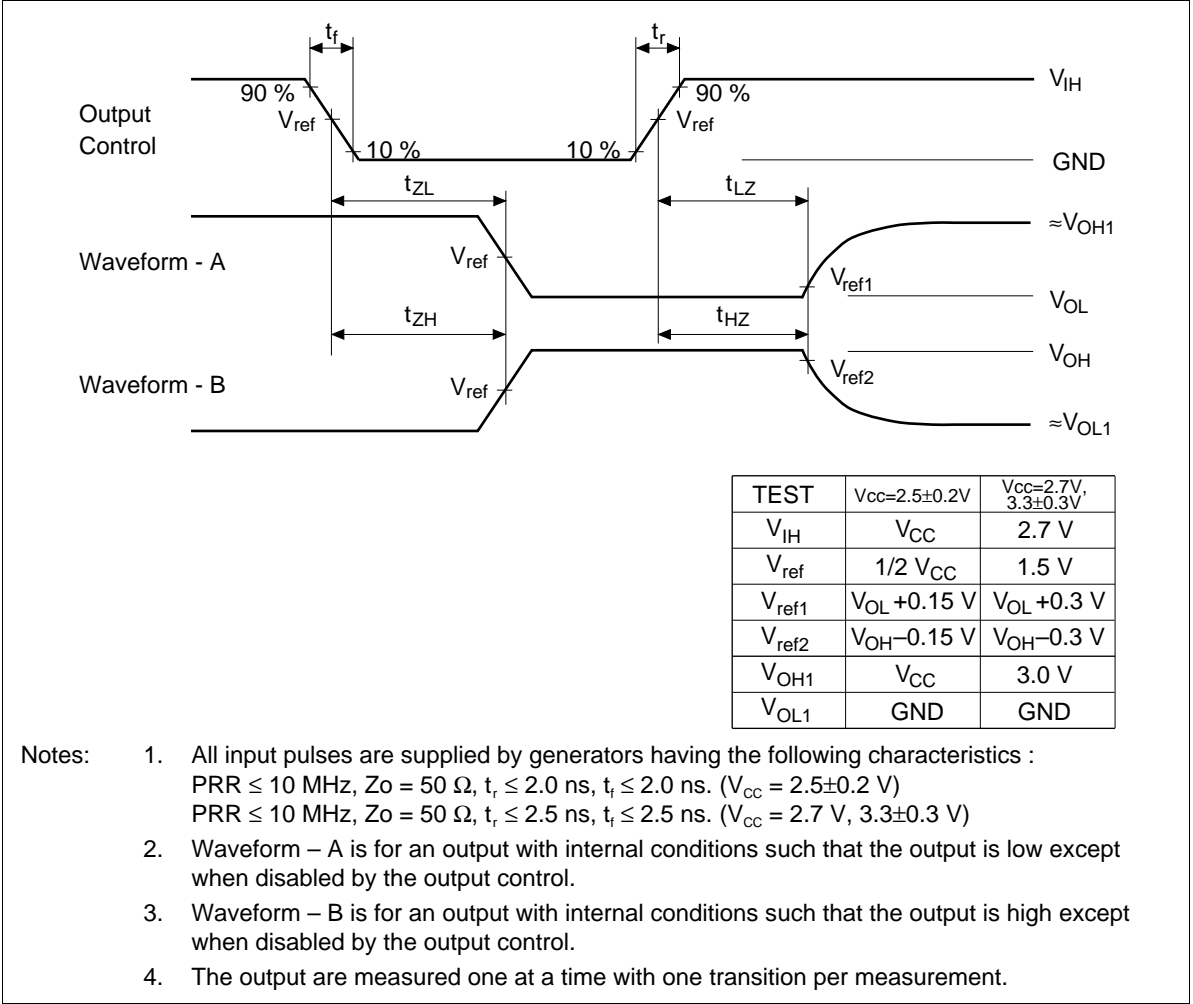 tf
tr
90 %
90 %
VIH
Output
Control
Vref
Vref
10 %
10 %
GND
tZL
tLZ
≈VOH1
Waveform - A
Vref
Vref1
VOL
tZH
tHZ
VOH
Waveform - B
Vref
Vref2
≈VOL1
TEST Vcc=2.5±0.2V Vcc=2.7V,
3.3±0.3V
VIH VCC 2.7 V
Vref 1/2 VCC 1.5 V
Vref1 VOL +0.15 V VOL +0.3 V
Vref2 VOH–0.15 V VOH–0.3 V
VOH1 VCC 3.0 V
VOL1 GND GND
Notes: 1. All input pulses are supplied by generators having the following characteristics :
PRR ≤ 10 MHz, Zo = 50 Ω, tr ≤ 2.0 ns, tf ≤ 2.0 ns. (VCC = 2.5±0.2 V)
PRR ≤ 10 MHz, Zo = 50 Ω, tr ≤ 2.5 ns, tf ≤ 2.5 ns. (VCC = 2.7 V, 3.3±0.3 V)
2. Waveform – A is for an output with internal conditions such that the output is low except
when disabled by the output control.
3. Waveform – B is for an output with internal conditions such that the output is high except
when disabled by the output control.
4. The output are measured one at a time with one transition per measurement.